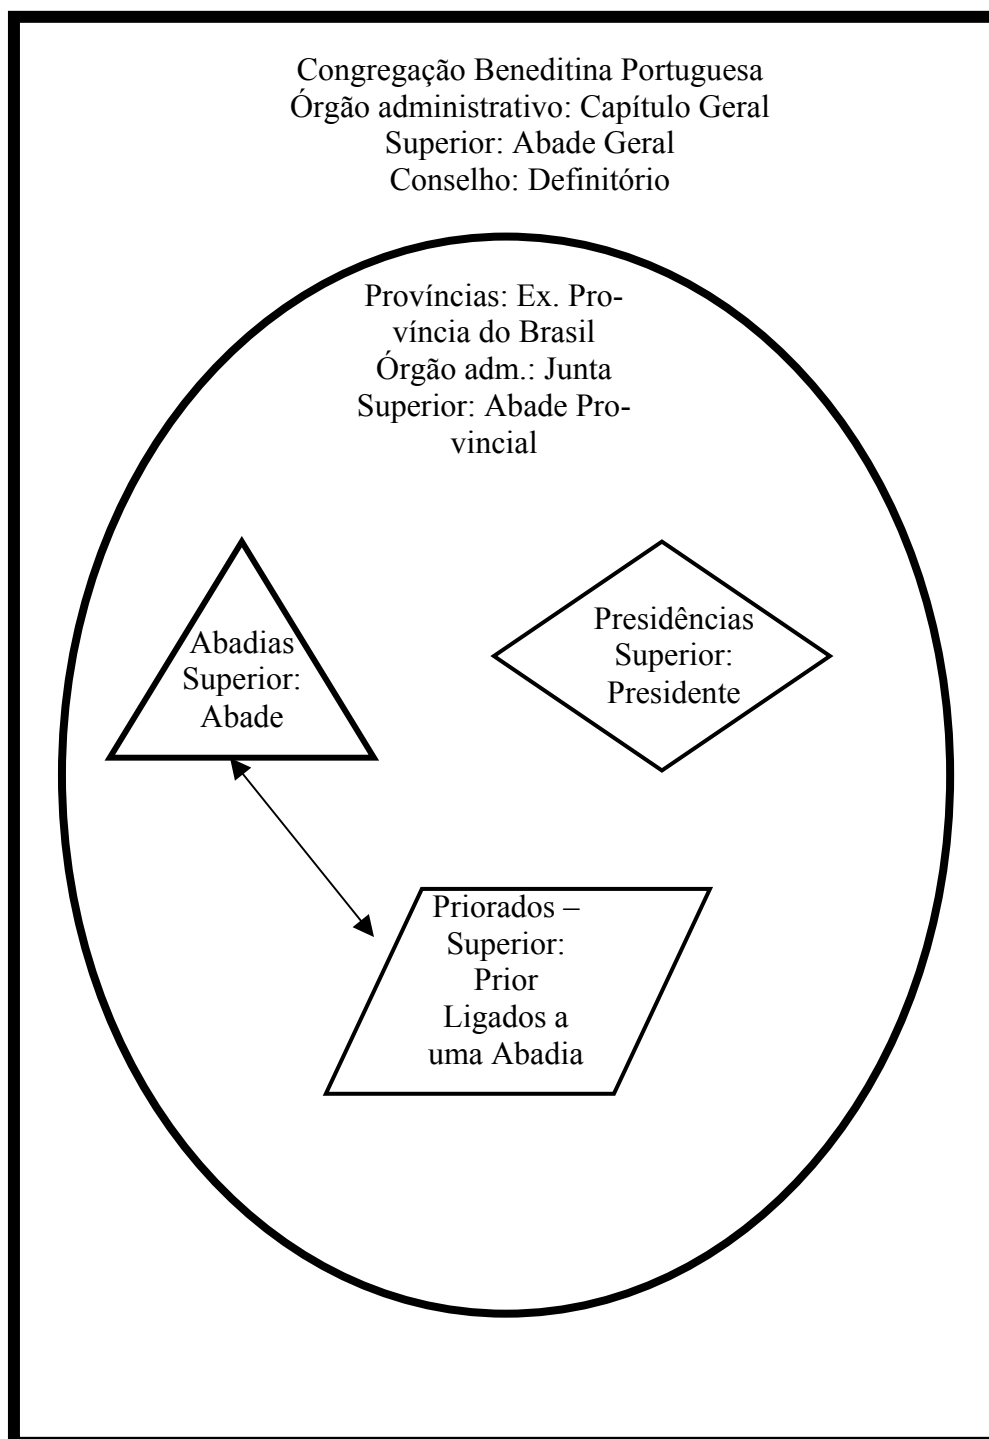 Congregação Beneditina Portuguesa
Órgão administrativo: Capítulo Geral
Superior: Abade Geral
Conselho: Definitório
Províncias: Ex. Pro-
víncia do Brasil
Órgão adm.: Junta
Superior: Abade Pro-
vincial
Abadias
Superior:
Abade
Presidências
Superior:
Presidente
Priorados –
Superior:
Prior
Ligados a
uma Abadia